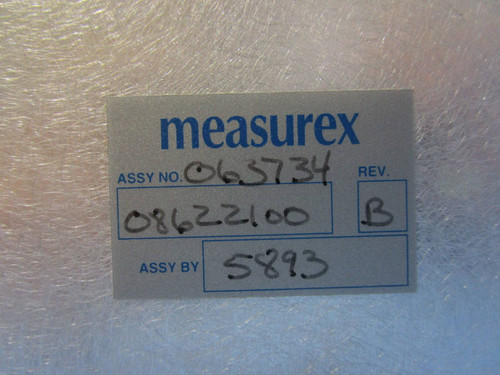 measurex
ASSY NO. 063734
REV.
08622100
B
ASSY BY 5893